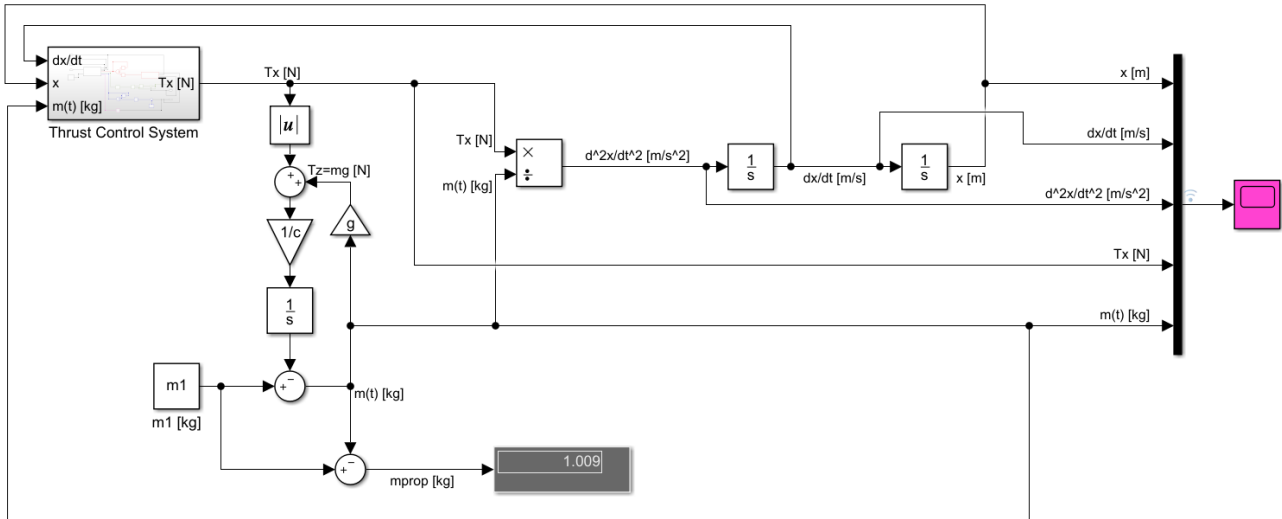 dx/dt
x
m(t) [kg]
Tx [N]
Thrust Control System
Tx [N]
|u|
+
+
Tz=mg [N]
1/c
g
1
s
m1
m1 [kg]
+
−
m(t) [kg]
+
−
mprop [kg]
1.009
Tx [N]
m(t) [kg]
×
÷
d^2x/dt^2 [m/s^2]
1
s
dx/dt [m/s]
1
s
x [m]
x [m]
dx/dt [m/s]
d^2x/dt^2 [m/s^2]
Tx [N]
m(t) [kg]